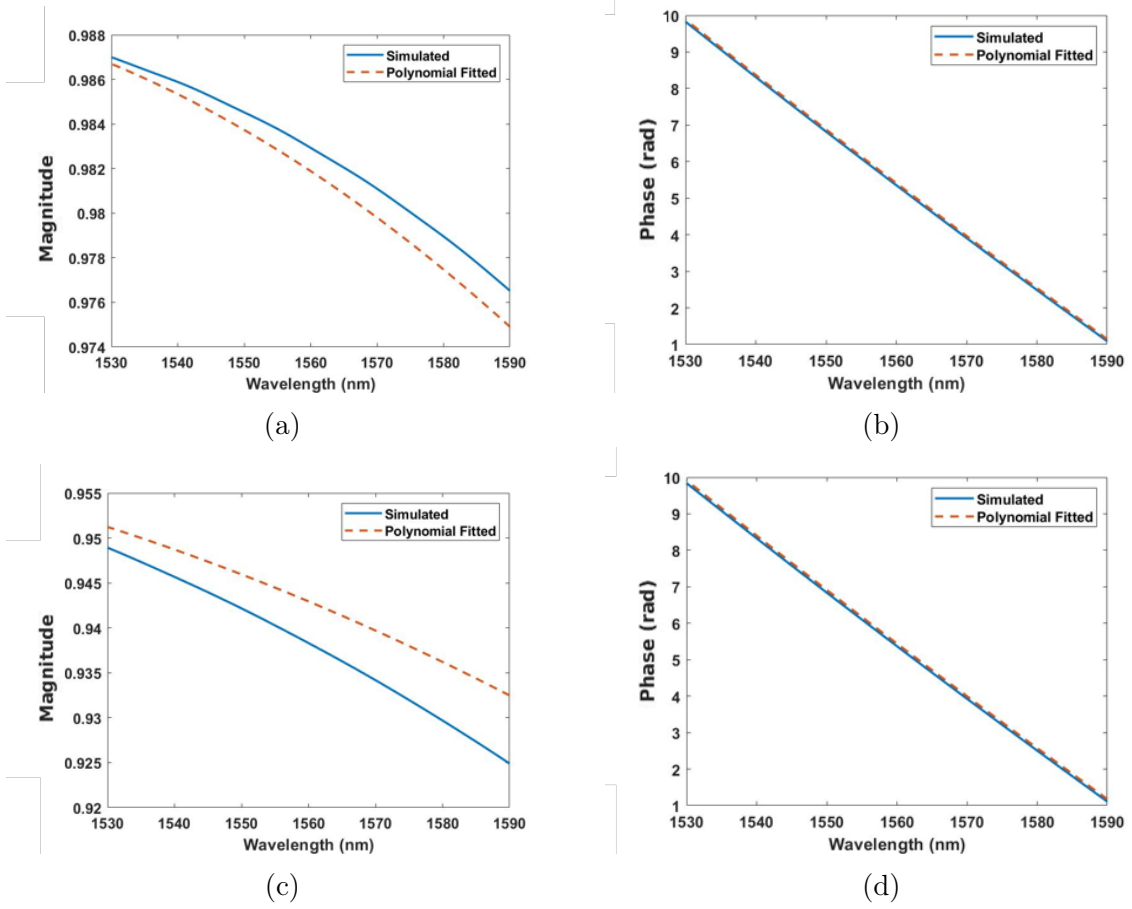 0.988
0.986
0.984
0.982
0.98
0.978
0.976
0.974
Magnitude
Simulated
Polynomial Fitted
1530 1540 1550 1560 1570 1580 1590
Wavelength (nm)
(a)
10
9
8
7
6
5
4
3
2
1
Phase (rad)
Simulated
Polynomial Fitted
1530 1540 1550 1560 1570 1580 1590
Wavelength (nm)
(b)
0.955
0.95
0.945
0.94
0.935
0.93
0.925
0.92
Magnitude
Simulated
Polynomial Fitted
1530 1540 1550 1560 1570 1580 1590
Wavelength (nm)
(c)
10
9
8
7
6
5
4
3
2
1
Phase (rad)
Simulated
Polynomial Fitted
1530 1540 1550 1560 1570 1580 1590
Wavelength (nm)
(d)